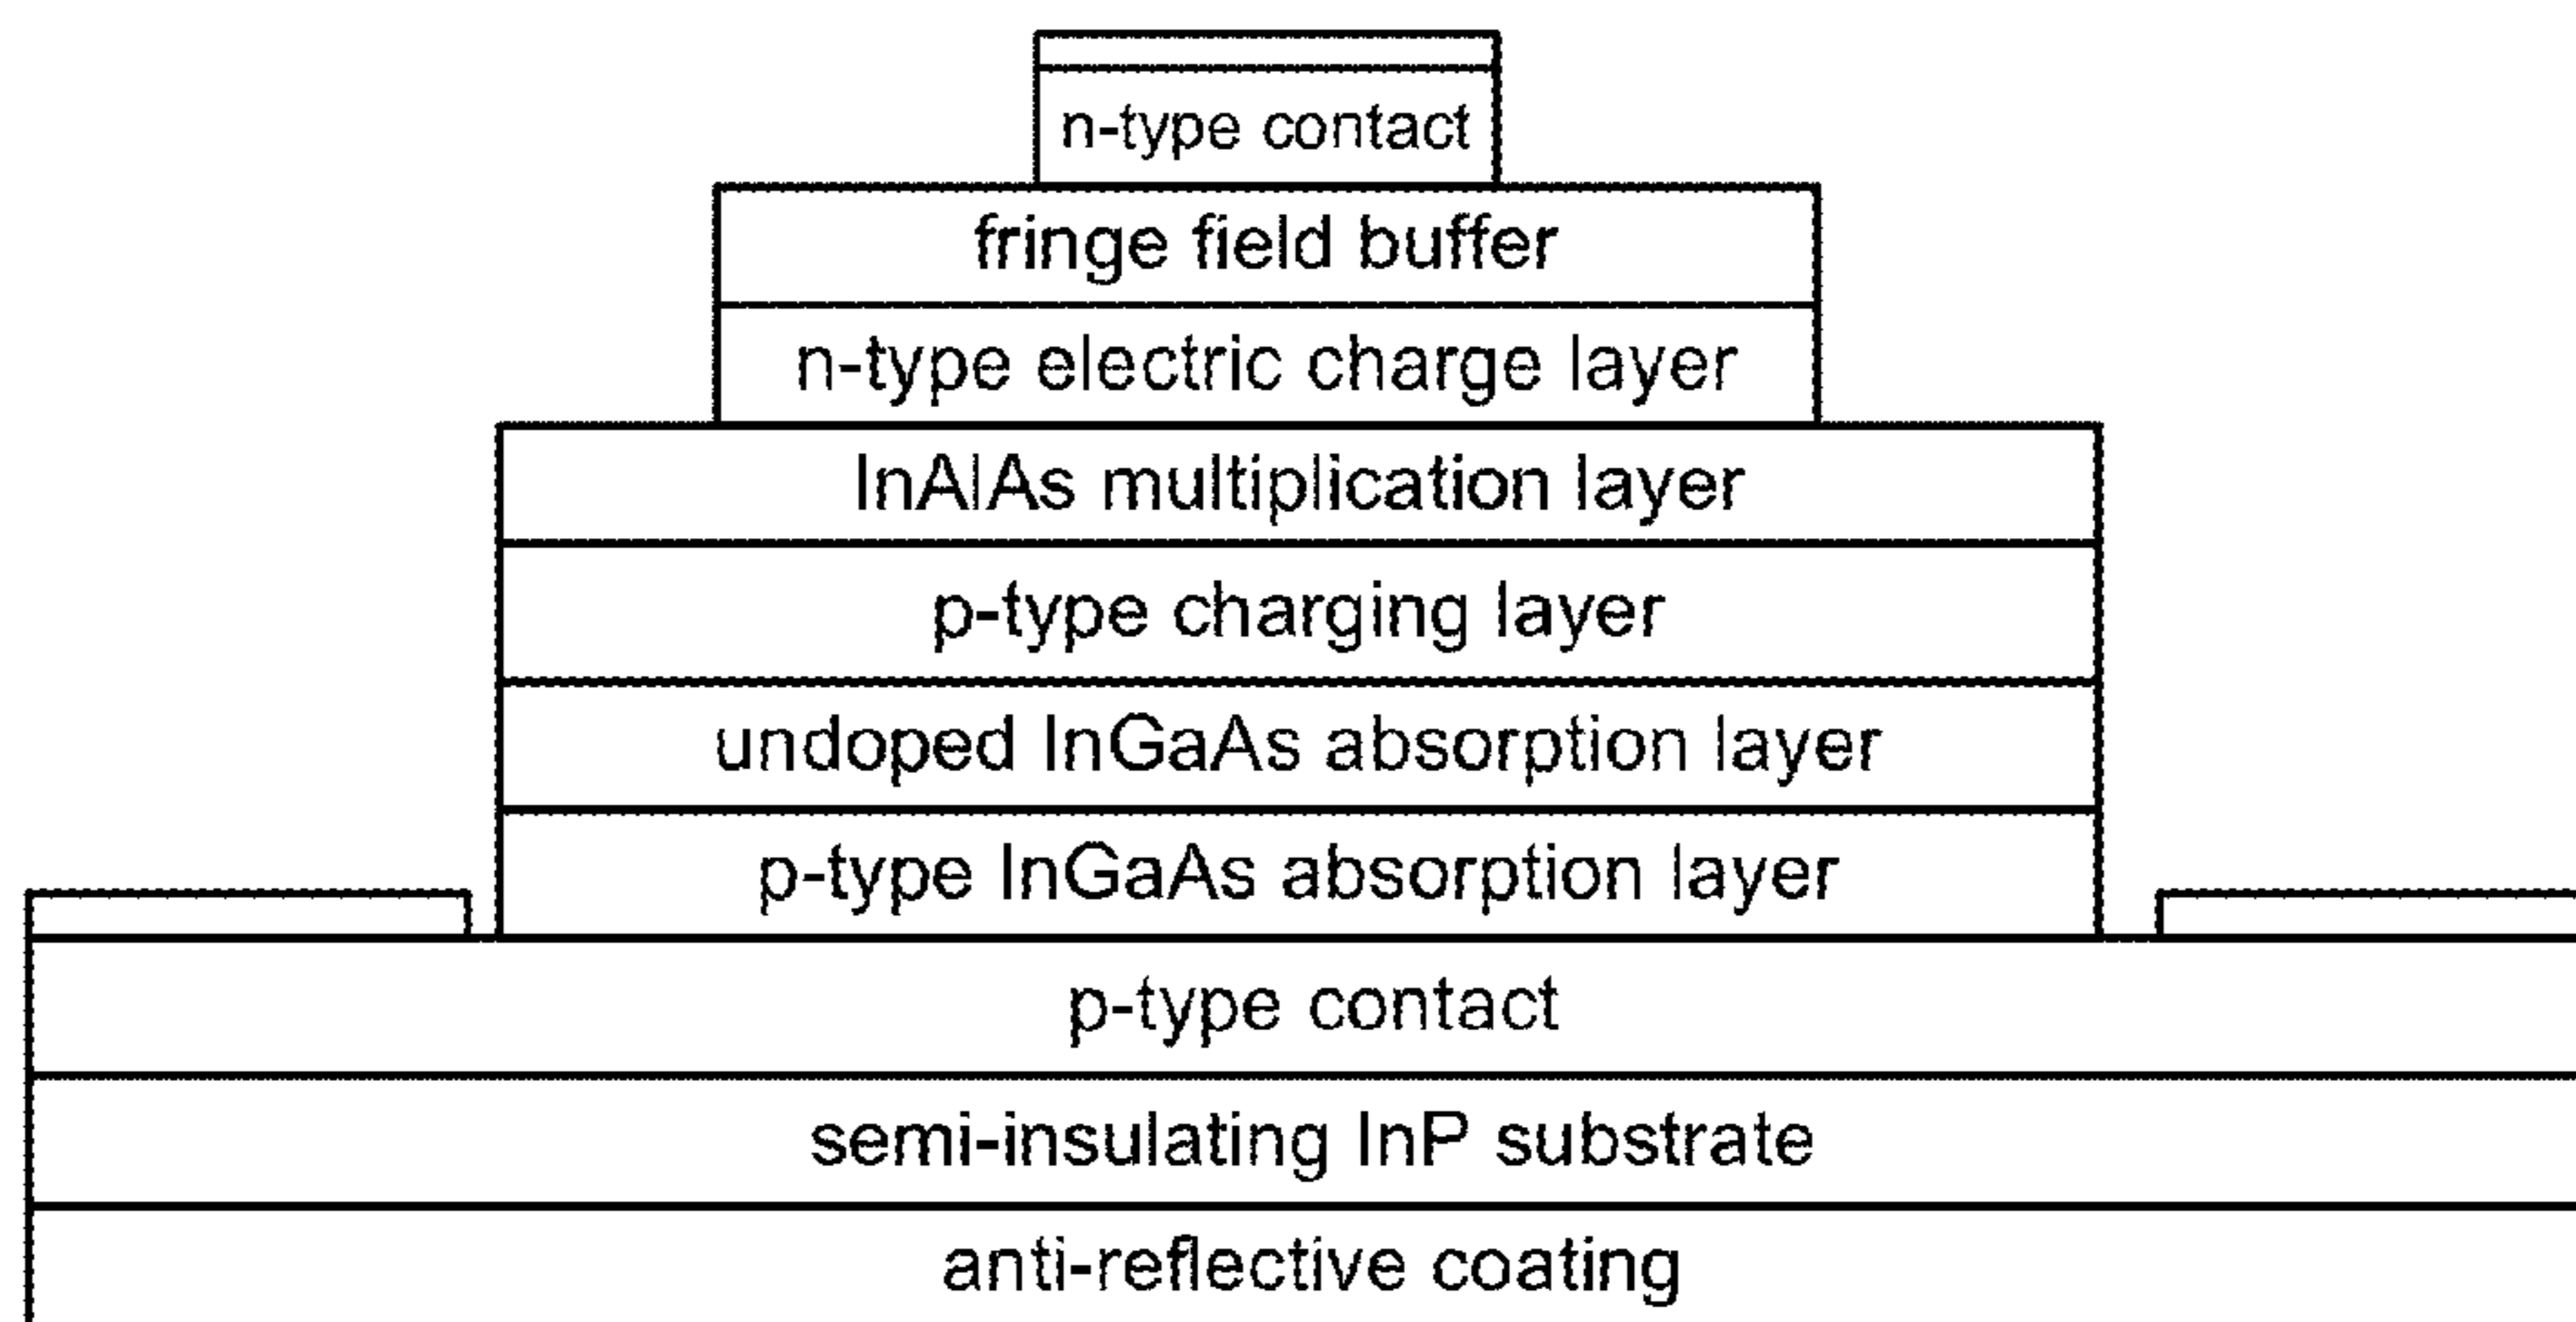 n-type contact
fringe field buffer
n-type electric charge layer
InAlAs multiplication layer
p-type charging layer
undoped InGaAs absorption layer
p-type InGaAs absorption layer
p-type contact
semi-insulating InP substrate
anti-reflective coating